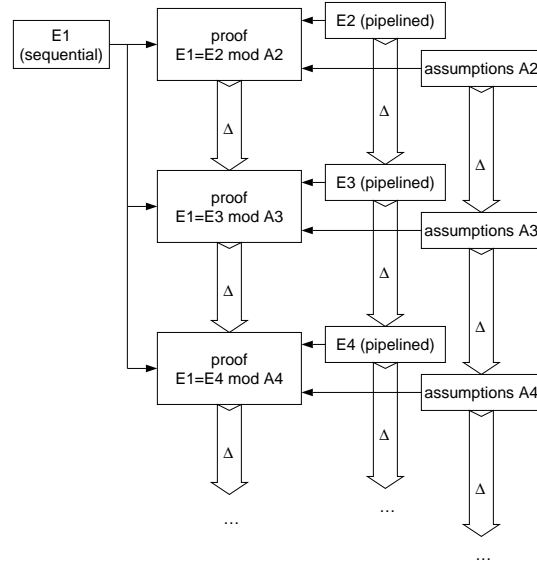 E1
(sequential)
proof
E1=E2 mod A2
E2 (pipelined)
assumptions A2
Δ
Δ
Δ
proof
E1=E3 mod A3
E3 (pipelined)
assumptions A3
Δ
Δ
Δ
proof
E1=E4 mod A4
E4 (pipelined)
assumptions A4
Δ
Δ
Δ
...
...
...